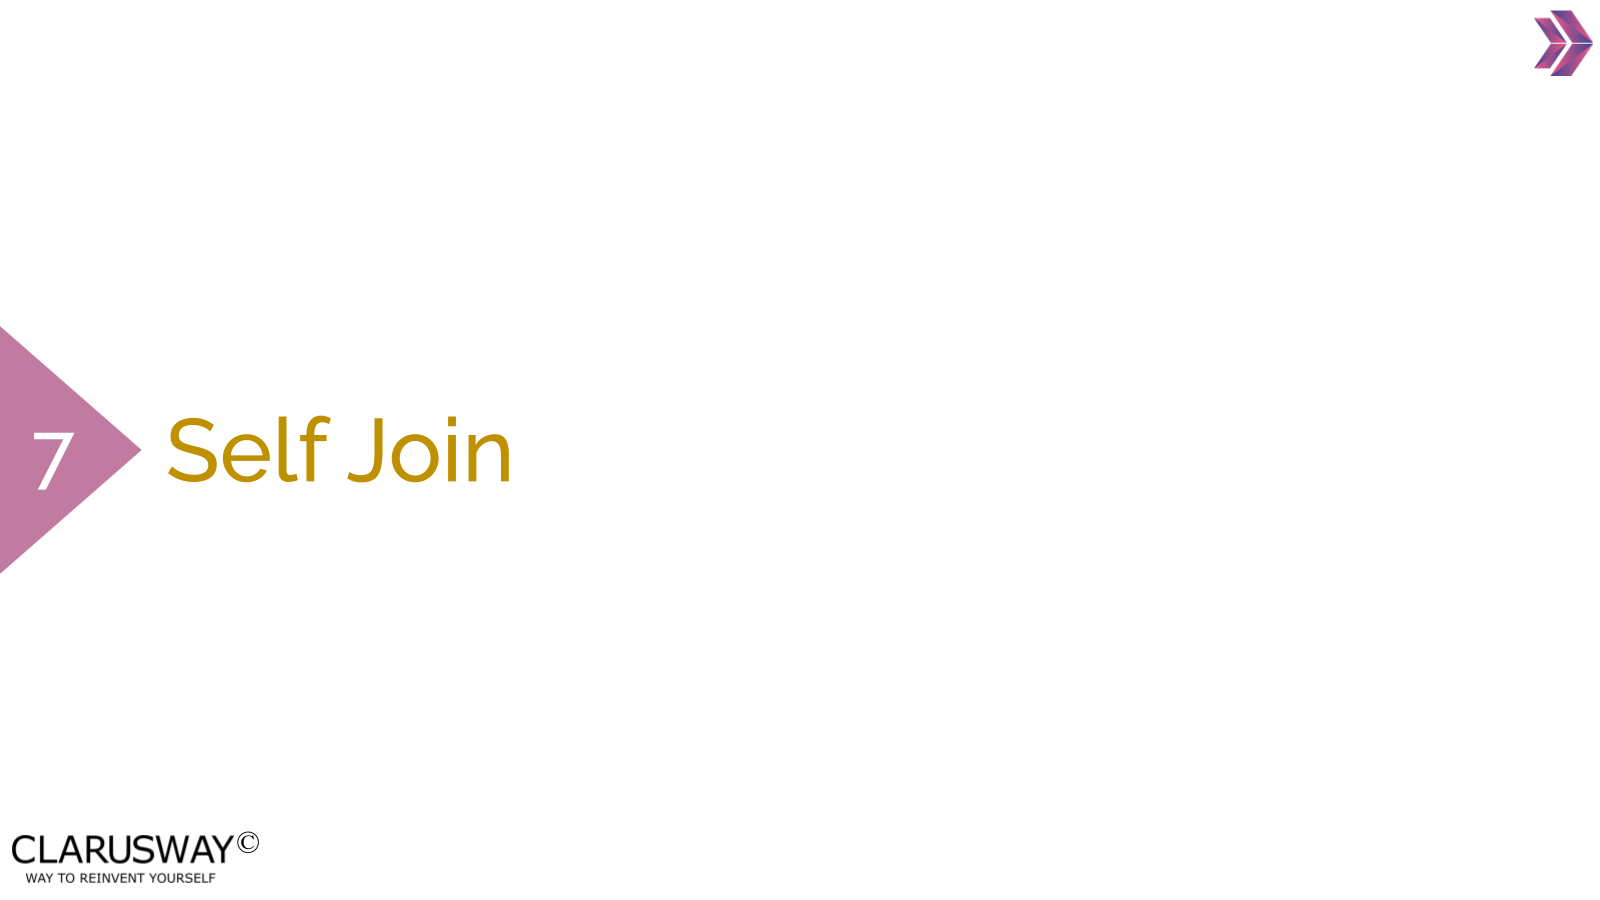 7
Self Join
CLARUSWAY©
WAY TO REINVENT YOURSELF